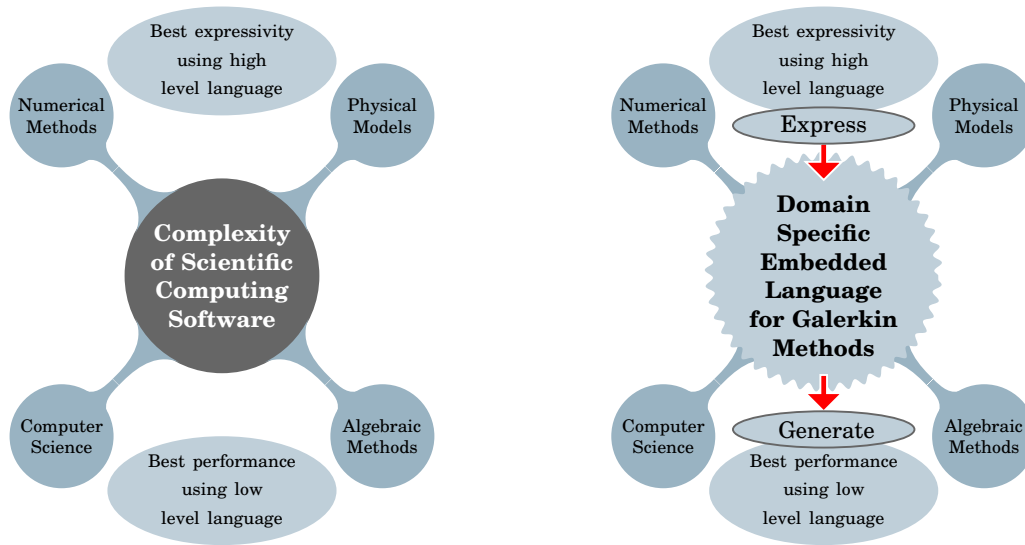 Best expressivity
using high
level language
Numerical
Methods
Physical
Models
Complexity
of Scientific
Computing
Software
Computer
Science
Algebraic
Methods
Best performance
using low
level language
Best expressivity
using high
level language
Numerical
Methods
Express
Physical
Models
Domain
Specific
Embedded
Language
for Galerkin
Methods
Computer
Science
Generate
Algebraic
Methods
Best performance
using low
level language